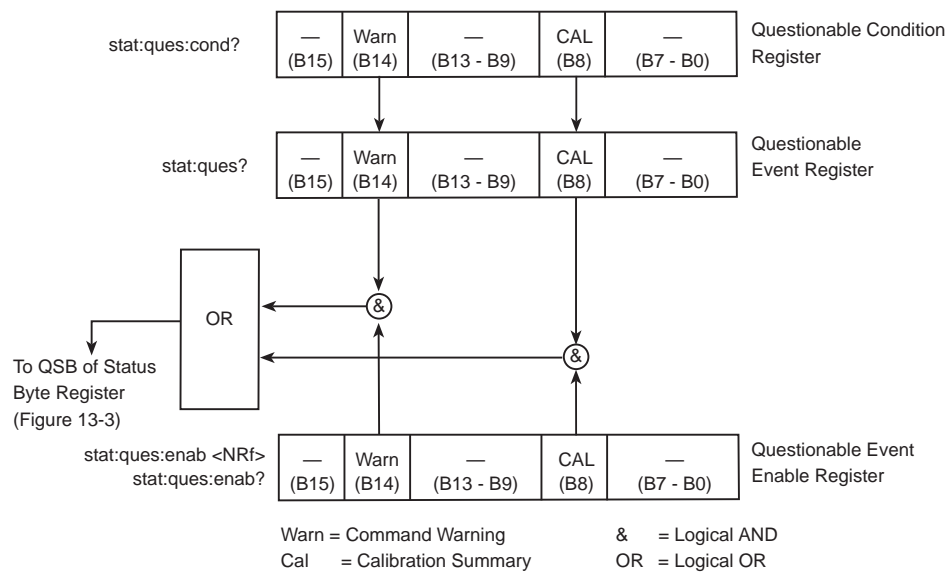 stat:ques:cond?
—
(B15)
Warn
(B14)
—
(B13 - B9)
CAL
(B8)
—
(B7 - B0)
Questionable Condition
Register
stat:ques?
—
(B15)
Warn
(B14)
—
(B13 - B9)
CAL
(B8)
—
(B7 - B0)
Questionable
Event Register
OR
&
&
To QSB of Status
Byte Register
(Figure 13-3)
stat:ques:enab <NRf>
stat:ques:enab?
—
(B15)
Warn
(B14)
—
(B13 - B9)
CAL
(B8)
—
(B7 - B0)
Questionable Event
Enable Register
Warn = Command Warning
Cal = Calibration Summary
& = Logical AND
OR = Logical OR